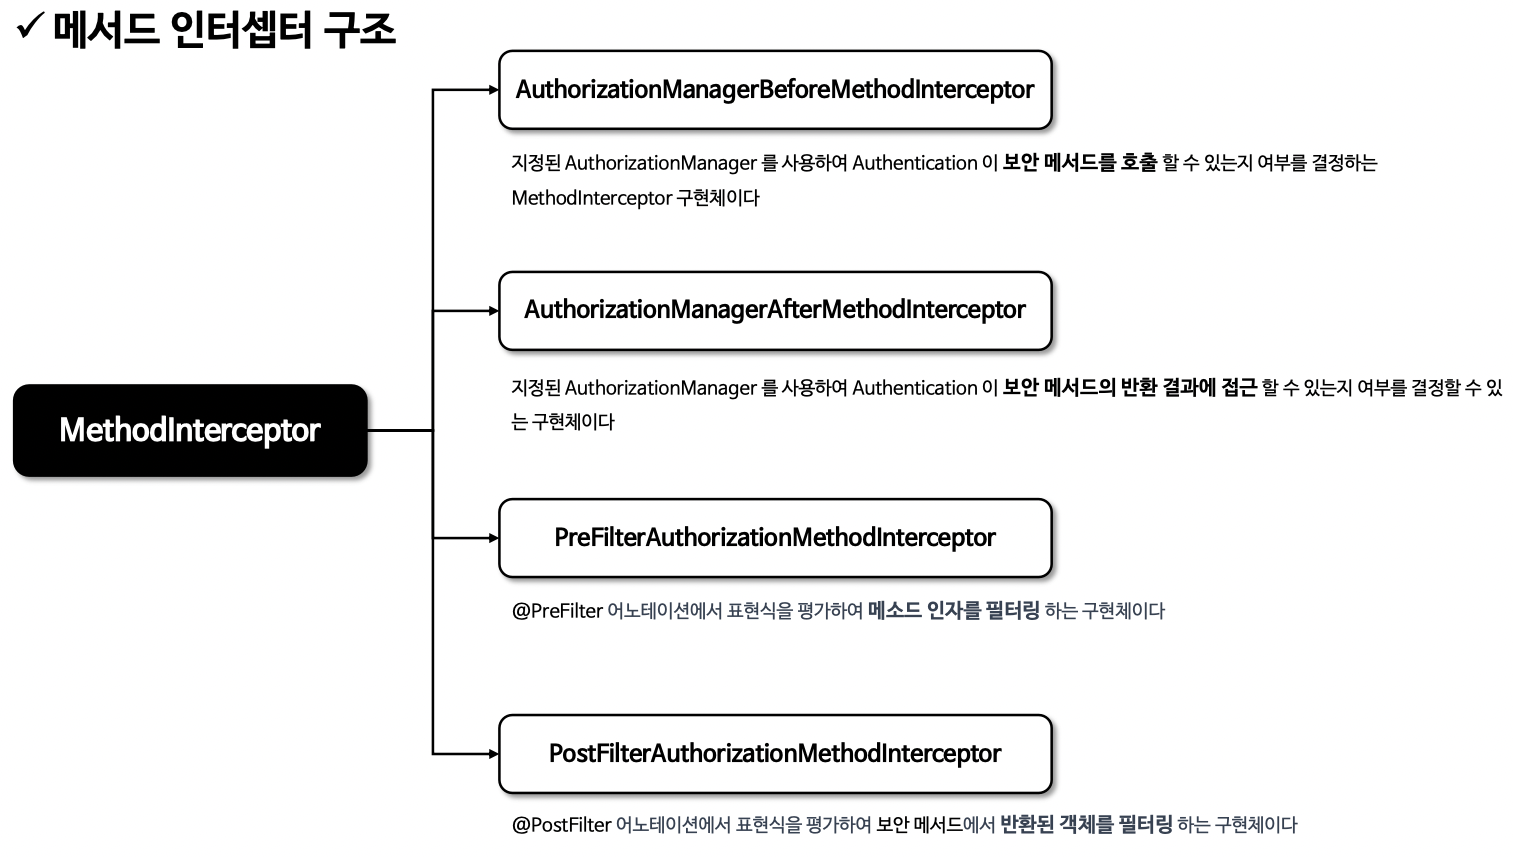 ✓ 메서드 인터셉터 구조
AuthorizationManagerBeforeMethodInterceptor
지정된 AuthorizationManager 를 사용하여 Authentication 이 보안 메서드를 호출 할 수 있는지 여부를 결정하는
MethodInterceptor 구현체이다
AuthorizationManagerAfterMethodInterceptor
지정된 AuthorizationManager 를 사용하여 Authentication 이 보안 메서드의 반환 결과에 접근 할 수 있는지 여부를 결정할 수 있
는 구현체이다
MethodInterceptor
PreFilterAuthorizationMethodInterceptor
@PreFilter 어노테이션에서 표현식을 평가하여 메소드 인자를 필터링 하는 구현체이다
PostFilterAuthorizationMethodInterceptor
@PostFilter 어노테이션에서 표현식을 평가하여 보안 메서드에서 반환된 객체를 필터링 하는 구현체이다